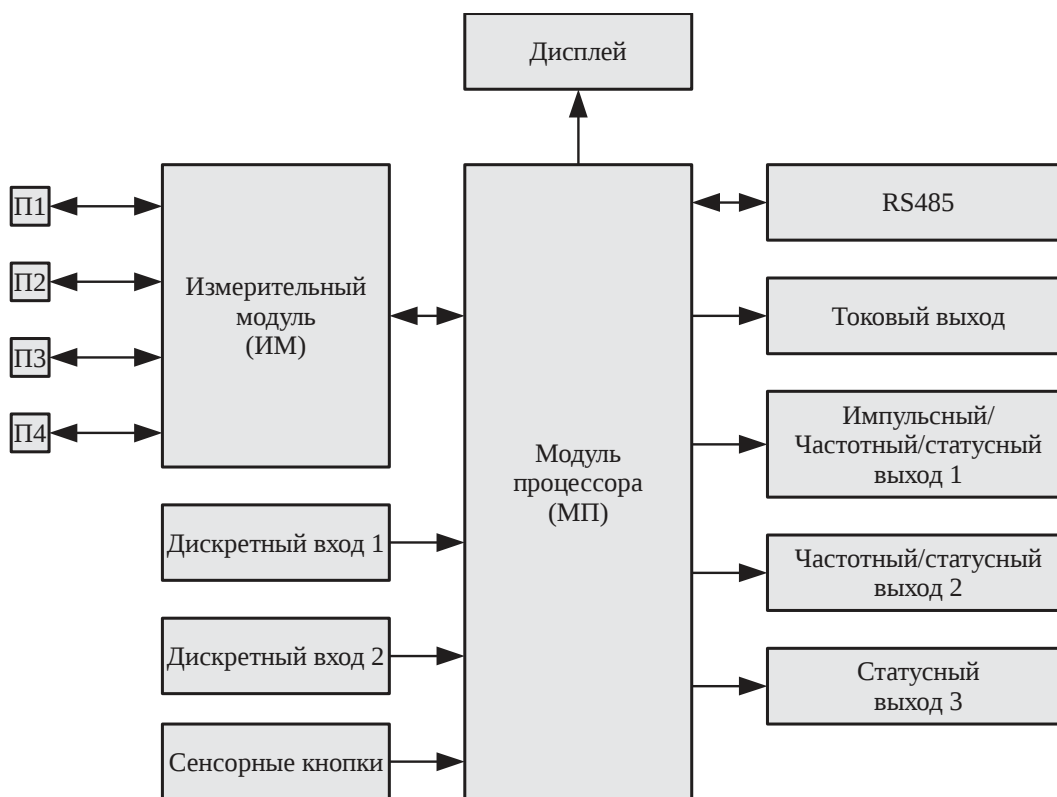 Дисплей
П1
П2
П3
П4
Измерительный
модуль
(ИМ)
Дискретный вход 1
Дискретный вход 2
Сенсорные кнопки
Модуль
процессора
(МП)
RS485
Токовый выход
Импульсный/
Частотный/статусный
выход 1
Частотный/статусный
выход 2
Статусный
выход 3